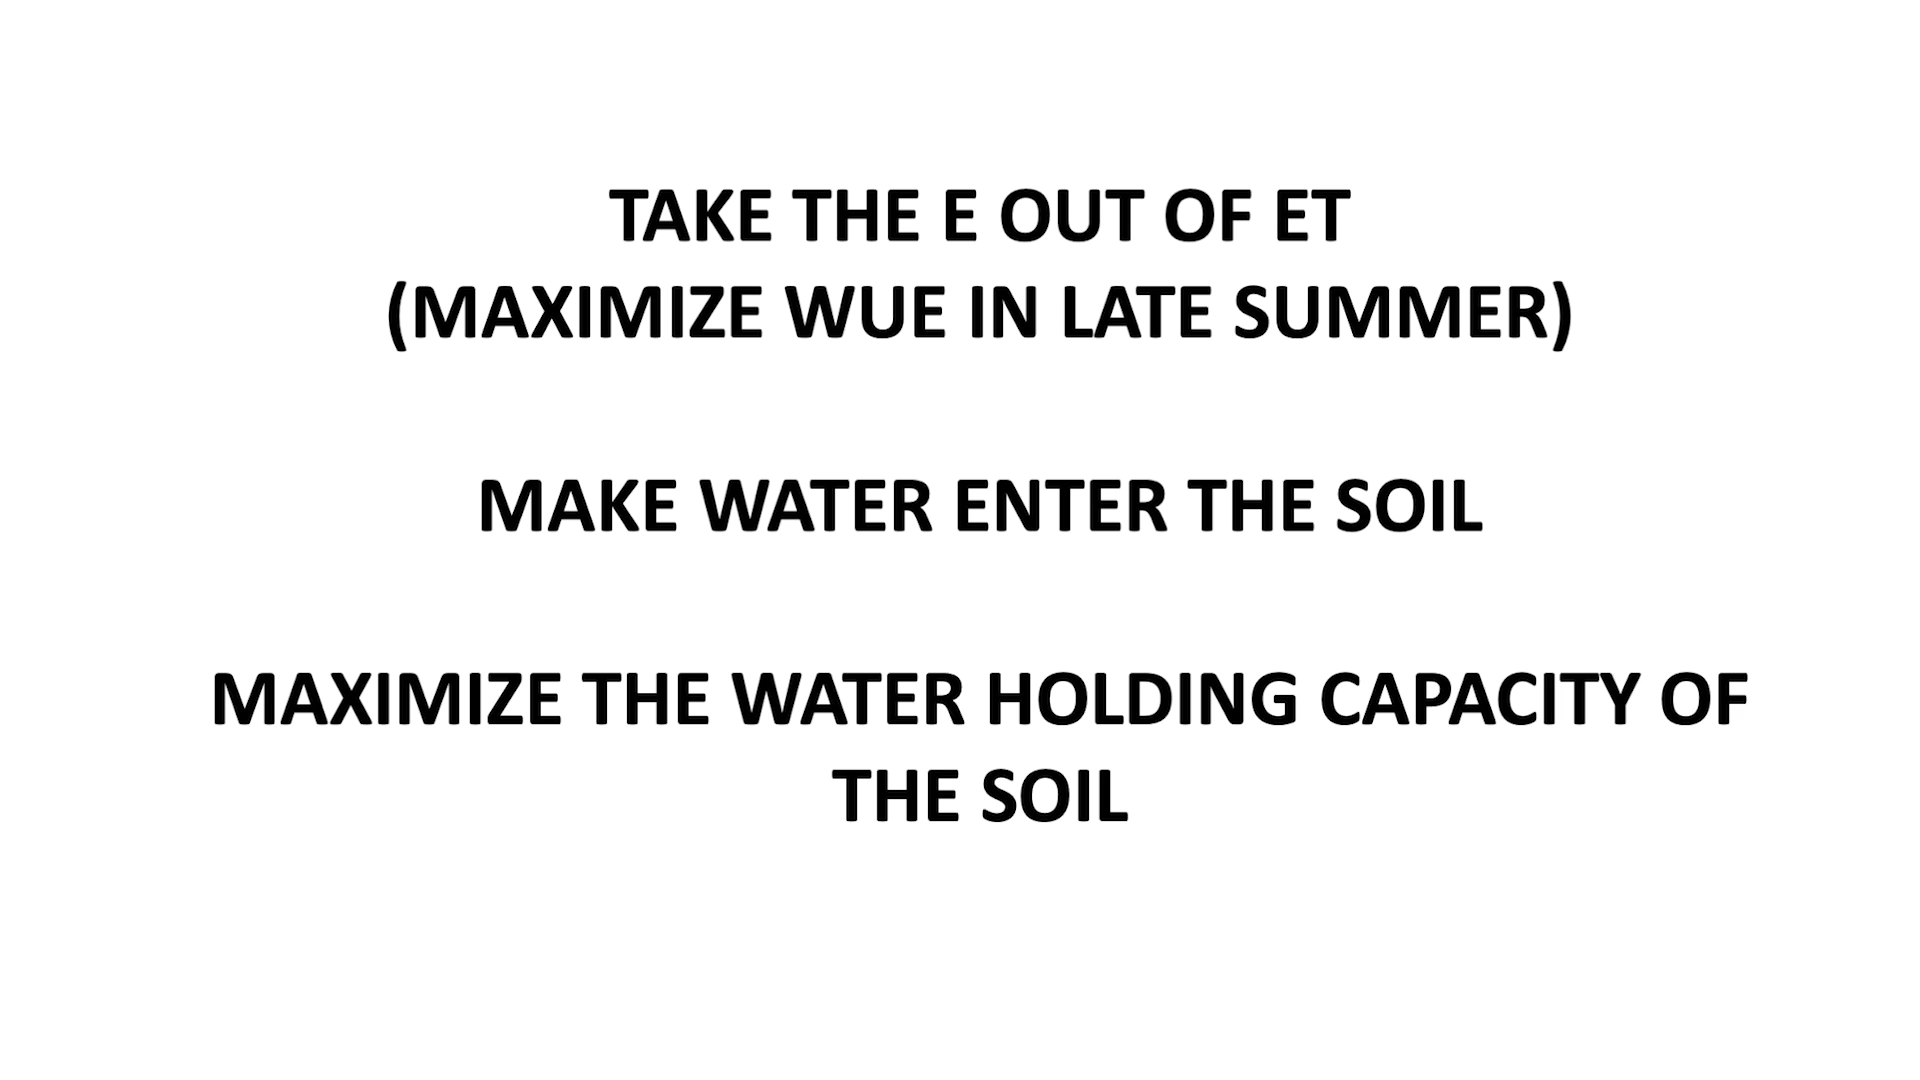 TAKE THE E OUT OF ET
(MAXIMIZE WUE IN LATE SUMMER)
MAKE WATER ENTER THE SOIL
MAXIMIZE THE WATER HOLDING CAPACITY OF
THE SOIL